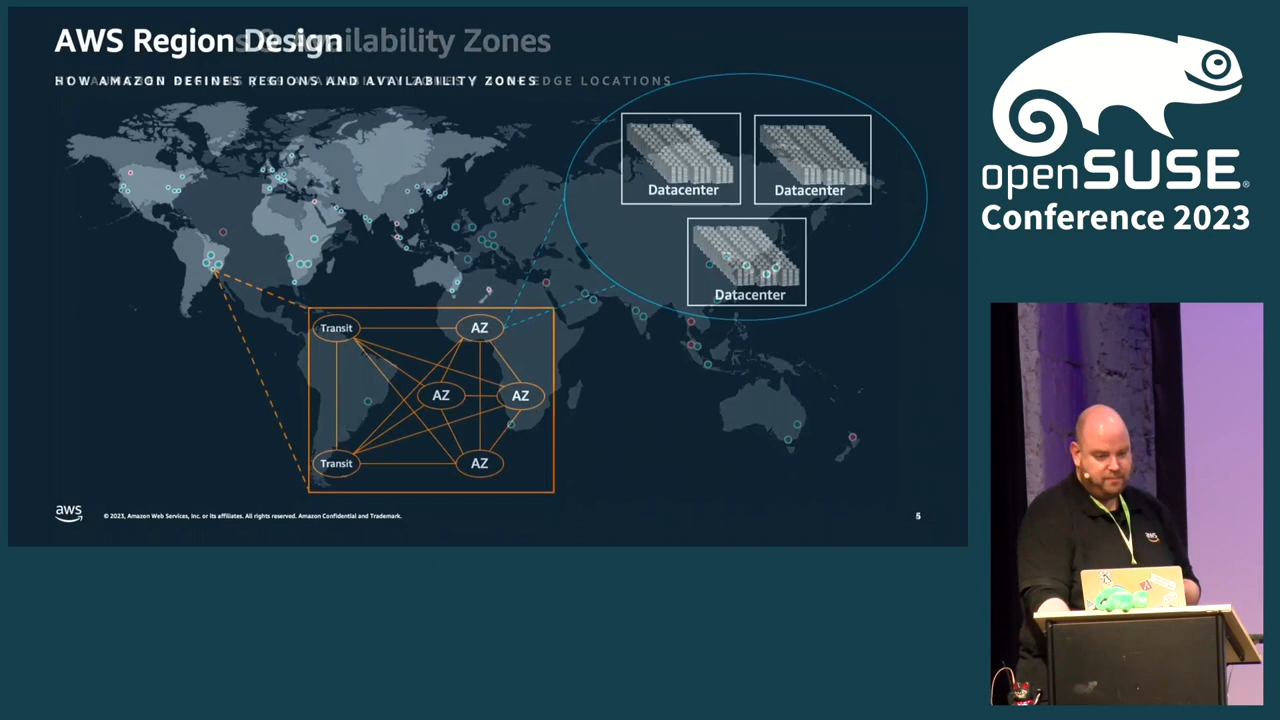 AWS Region Design
s & Availability Zones
HOW AMAZON DEFINES REGIONS AND AVAILABILITY ZONES
EDGE LOCATIONS
Datacenter
Datacenter
Datacenter
Transit
AZ
AZ
AZ
Transit
AZ
aws
© 2023, Amazon Web Services, Inc. or its affiliates. All rights reserved. Amazon Confidential and Trademark.
5
openSUSE®
Conference 2023
aws